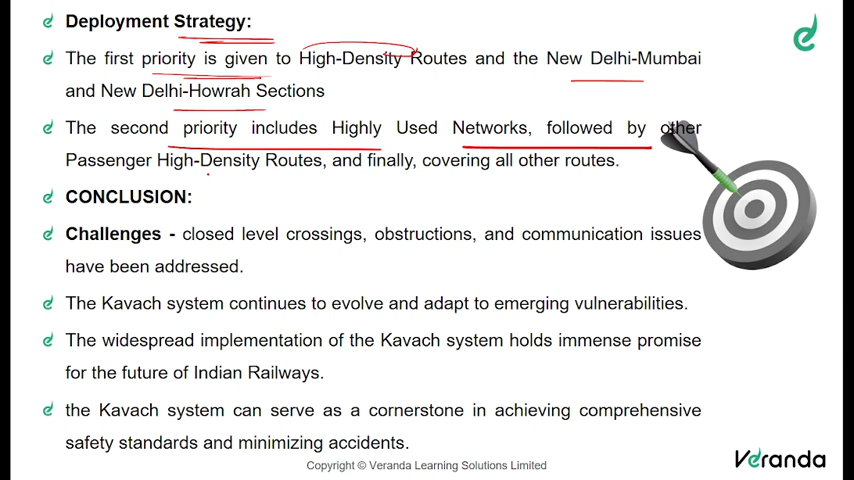 Deployment Strategy:
The first priority is given to High-Density Routes and the New Delhi-Mumbai
and New Delhi-Howrah Sections
The second priority includes Highly Used Networks, followed by other
Passenger High-Density Routes, and finally, covering all other routes.
CONCLUSION:
Challenges - closed level crossings, obstructions, and communication issues
have been addressed.
The Kavach system continues to evolve and adapt to emerging vulnerabilities.
The widespread implementation of the Kavach system holds immense promise
for the future of Indian Railways.
the Kavach system can serve as a cornerstone in achieving comprehensive
safety standards and minimizing accidents.
Copyright © Veranda Learning Solutions Limited
Veranda